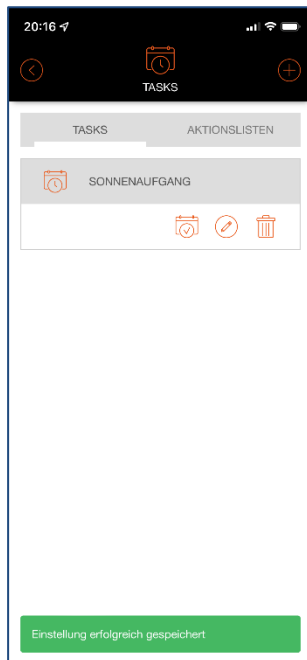 20:16
TASKS
TASKS
AKTIONSLISTEN
SONNENAUFGANG
Einstellung erfolgreich gespeichert